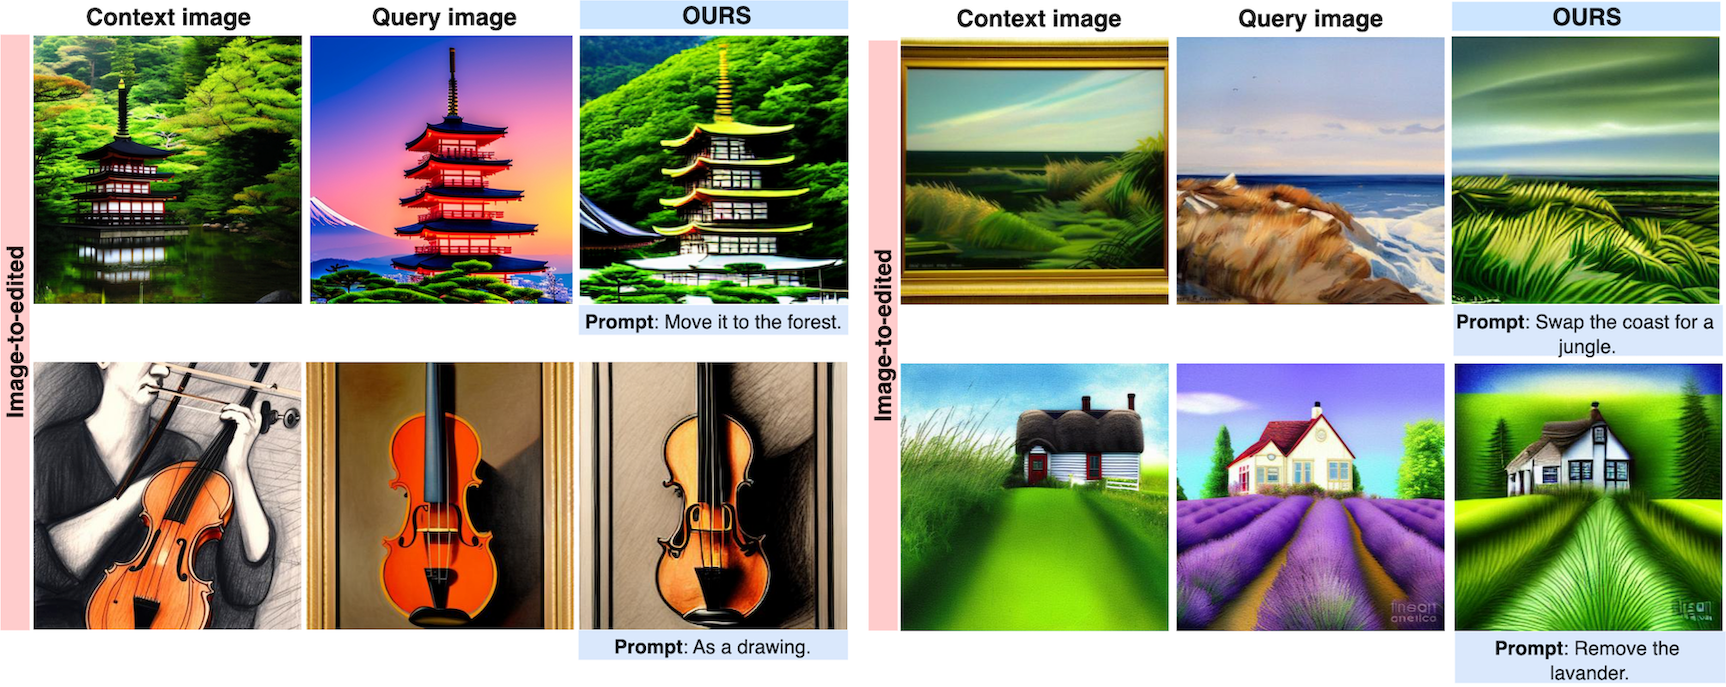 Context image
Query image
OURS
Image-to-edited
Prompt: Move it to the forest.
Prompt: As a drawing.
Context image
Query image
OURS
Image-to-edited
Prompt: Swap the coast for a
jungle.
Prompt: Remove the
lavander.